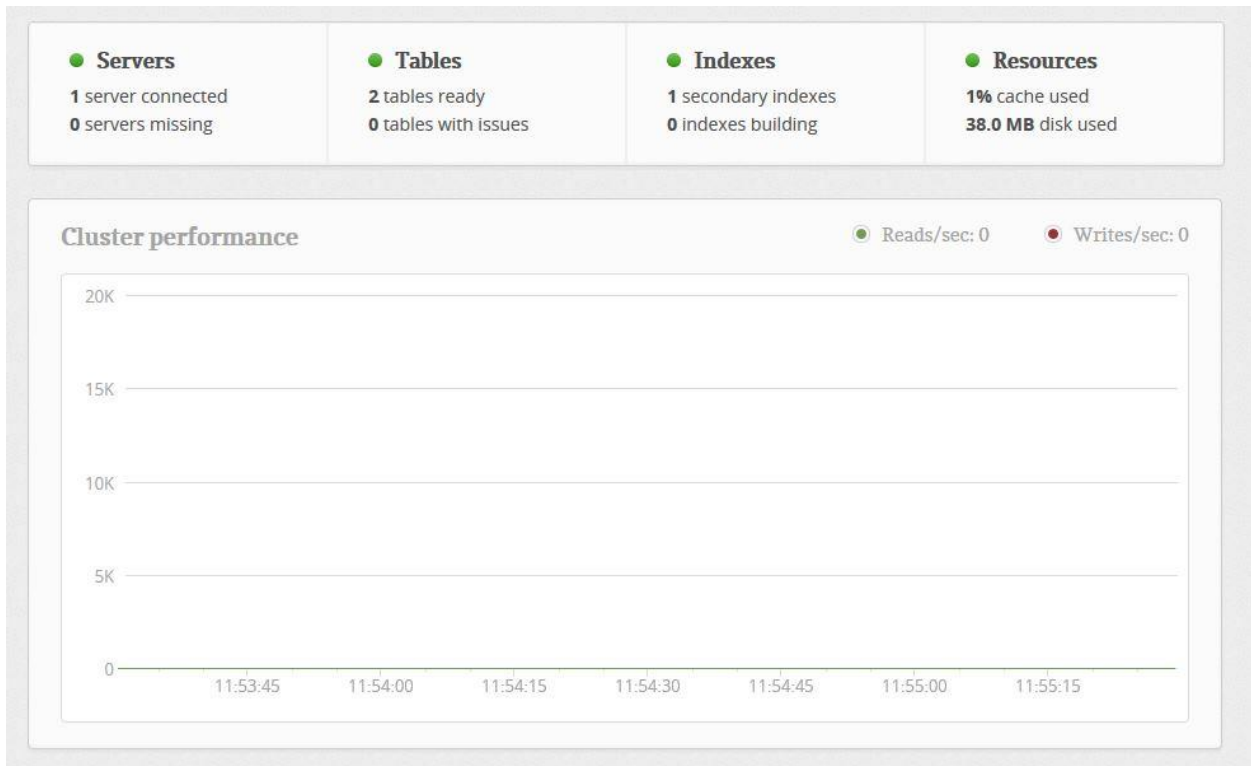 Servers
1 server connected
0 servers missing
Tables
2 tables ready
0 tables with issues
Indexes
1 secondary indexes
0 indexes building
Resources
1% cache used
38.0 MB disk used
Cluster performance
Reads/sec: 0
Writes/sec: 0
20K
15K
10K
5K
0
11:53:45 11:54:00 11:54:15 11:54:30 11:54:45 11:55:00 11:55:15